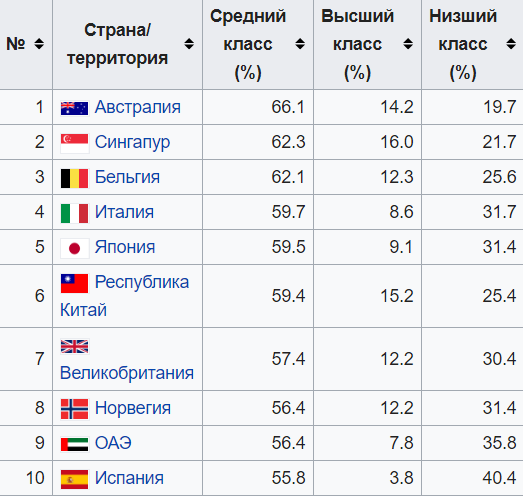 № Страна/территория Средний класс (%) Высший класс (%) Низший класс (%)
1 Австралия 66.1 14.2 19.7
2 Сингапур 62.3 16.0 21.7
3 Бельгия 62.1 12.3 25.6
4 Италия 59.7 8.6 31.7
5 Япония 59.5 9.1 31.4
6 Республика Китай 59.4 15.2 25.4
7 Великобритания 57.4 12.2 30.4
8 Норвегия 56.4 12.2 31.4
9 ОАЭ 56.4 7.8 35.8
10 Испания 55.8 3.8 40.4